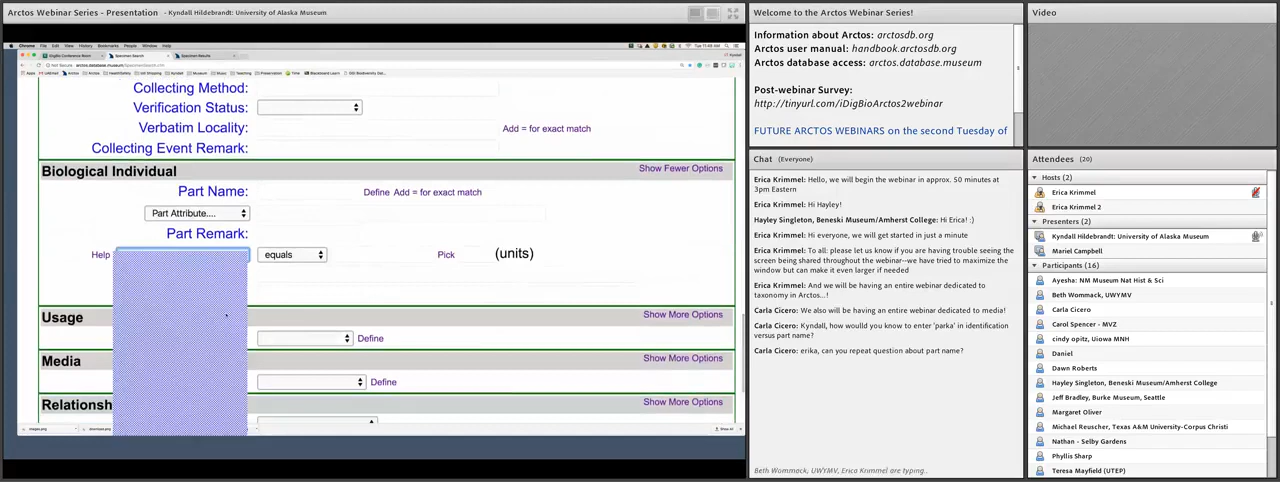 Arctos Webinar Series - Presentation - Kyndall Hildebrandt: University of Alaska Museum
Chrome File Edit View History Bookmarks People Window Help
Specimen Search
Specimen Results
Collecting Method:
Verification Status:
Verbatim Locality:
Add = for exact match
Collecting Event Remark:
Biological Individual
Show Fewer Options
Part Name:
Define Add = for exact match
Part Attribute....
Part Remark:
Help
equals
Pick
(units)
Usage
Show More Options
Define
Media
Show More Options
Define
Relationsh
Show More Options
Show All
Welcome to the Arctos Webinar Series!
Information about Arctos: arctosdb.org
Arctos user manual: handbook.arctosdb.org
Arctos database access: arctos.database.museum
Post-webinar Survey:
http://tinyurl.com/iDigBioArctos2webinar
FUTURE ARCTOS WEBINARS on the second Tuesday of
Chat (Everyone)
Erica Krimmel: Hello, we will begin the webinar in approx. 50 minutes at
3pm Eastern
Erica Krimmel: Hi Hayley!
Hayley Singleton, Beneski Museum/Amherst College: Hi Erica! :)
Erica Krimmel: Hi everyone, we will get started in just a minute
Erica Krimmel: To all: please let us know if you are having trouble seeing the
screen being shared throughout the webinar--we have tried to maximize the
window but can make it even larger if needed
Erica Krimmel: And we will be having an entire webinar dedicated to
taxonomy in Arctos...!
Carla Cicero: We also will be having an entire webinar dedicated to media!
Carla Cicero: Kyndall, how would you know to enter 'parka' in identification
versus part name?
Carla Cicero: erika, can you repeat question about part name?
Beth Wommack, UWYMV, Erica Krimmel are typing..
Video
Attendees (20)
Hosts (2)
Erica Krimmel
Erica Krimmel 2
Presenters (2)
Kyndall Hildebrandt: University of Alaska Museum
Mariel Campbell
Participants (16)
Ayesha: NM Museum Nat Hist & Sci
Beth Wommack, UWYMV
Carla Cicero
Carol Spencer - MVZ
cindy opitz, Uiowa MNH
Daniel
Dawn Roberts
Hayley Singleton, Beneski Museum/Amherst College
Jeff Bradley, Burke Museum, Seattle
Margaret Oliver
Michael Reuscher, Texas A&M University-Corpus Christi
Nathan - Selby Gardens
Phyllis Sharp
Teresa Mayfield (UTEP)